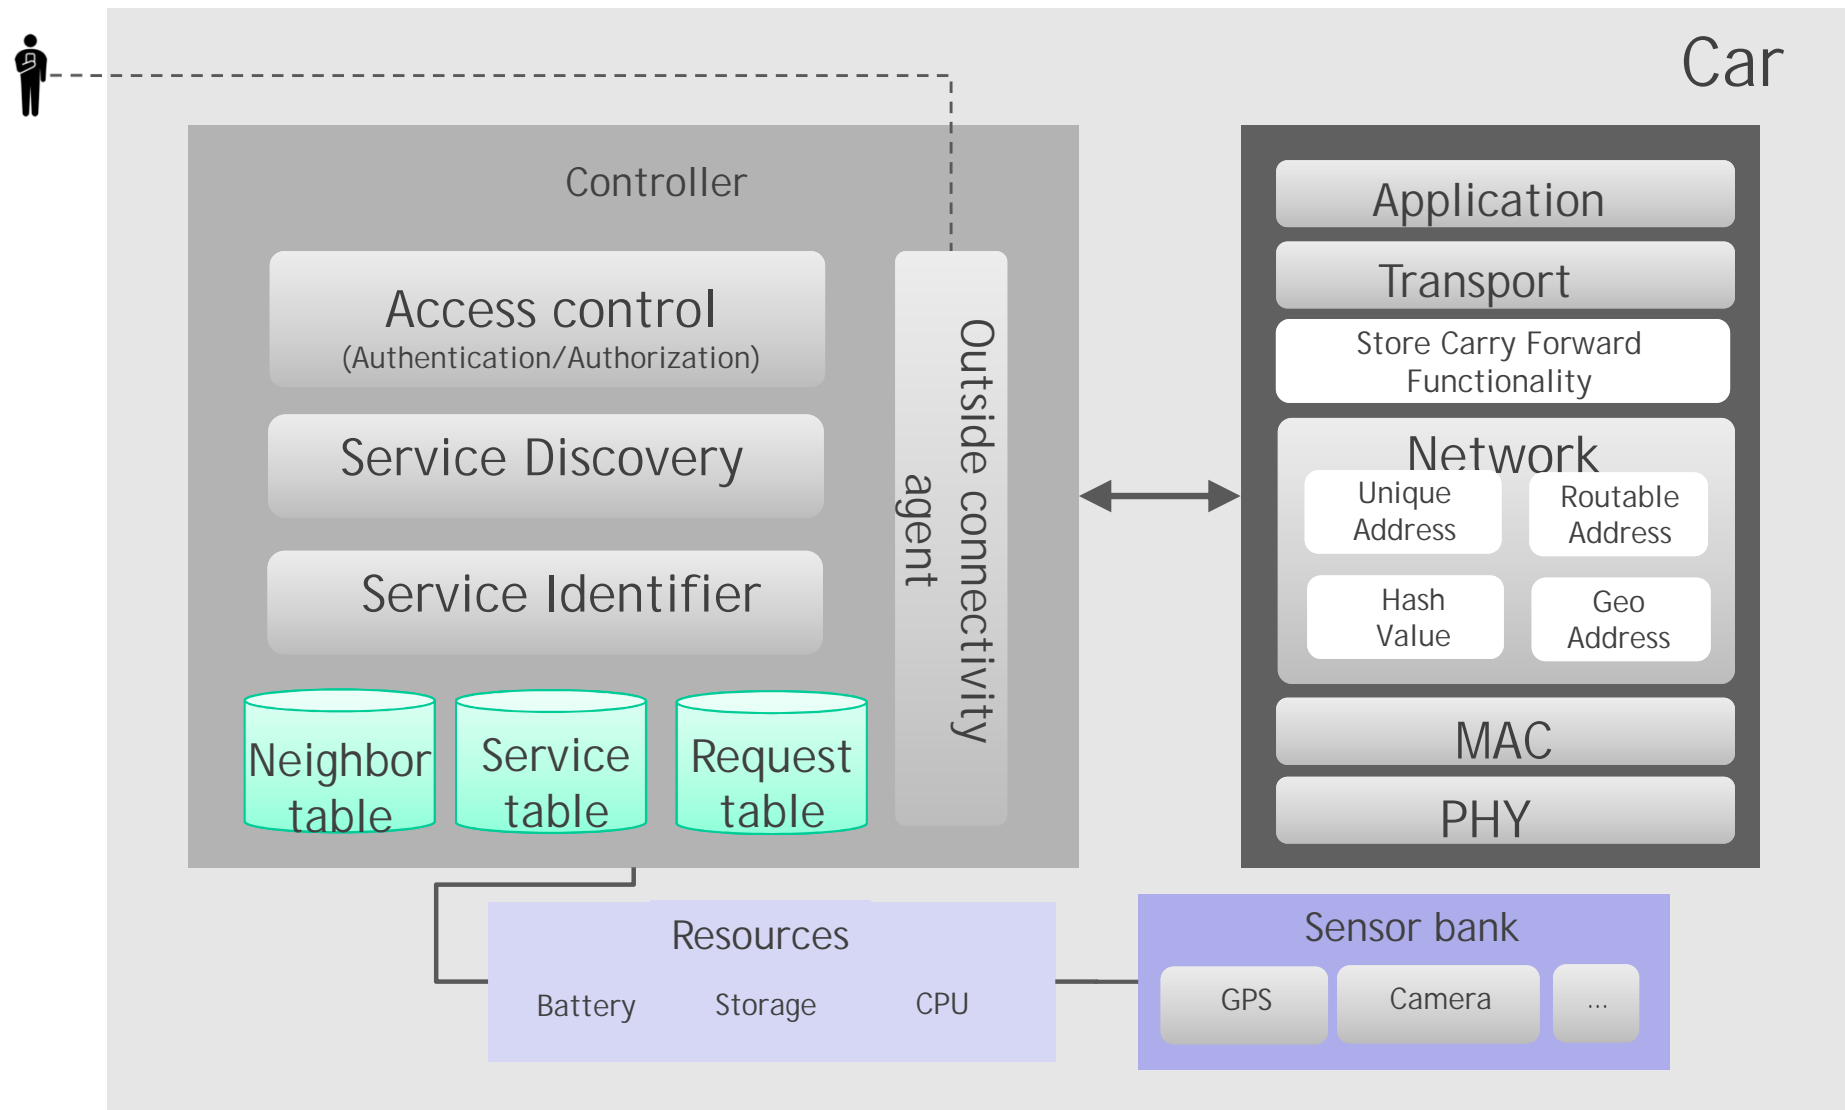 Car
Controller
Access control
(Authentication/Authorization)
Service Discovery
Service Identifier
Outside connectivity
agent
Neighbor
table
Service
table
Request
table
Application
Transport
Store Carry Forward
Functionality
Network
Unique
Address
Routable
Address
Hash
Value
Geo
Address
MAC
PHY
Resources
Battery
Storage
CPU
Sensor bank
GPS
Camera
...